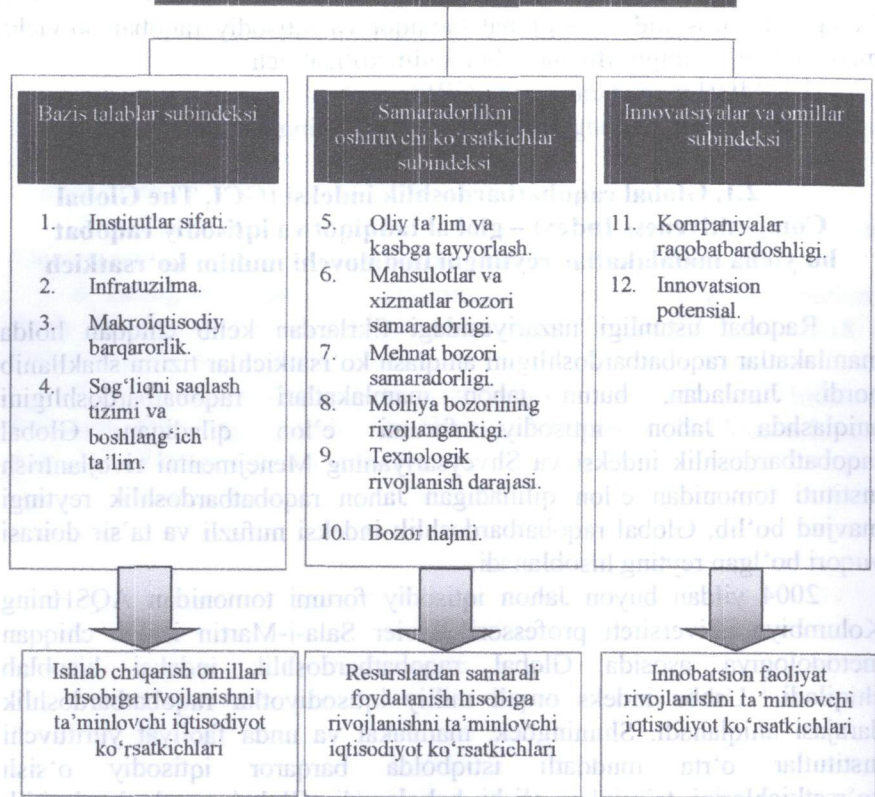 Bazis talablar subindeksi
1. Institutlar sifati.
2. Infratuzilma.
3. Makroiqtisodiy
barqarorlik.
4. Sog‘liqni saqlash
tizimi va
boshlang‘ich
ta’lim
Samaradorlikni
oshiruvchi ko‘rsatkichlar
subindeksi
5. Oliy ta’lim va
kasbga tayyorlash.
6. Mahsulotlar va
xizmatlar bozori
samaradorligi.
7. Mehnat bozori
samaradorligi.
8. Molliya bozorining
rivojlangankigi.
9. Texnologik
rivojlanish darajasi.
10. Bozor hajmi.
Innovatsiyalar va omillar
subindeksi
11. Kompaniyalar
raqobatbardoshligi.
12. Innovatsion
potensial.
Ishlab chiqarish omillari
hisobiga rivojlanishni
ta’minlovchi iqtisodiyot
ko‘rsatkichlari
Resurslardan samarali
foydalanish hisobiga
rivojlanishni ta’minlovchi
iqtisodiyot ko‘rsatkichlari
Innobatsion faoliyat
rivojlanishni ta’minlovchi
iqtisodiyot ko‘rsatkichlari